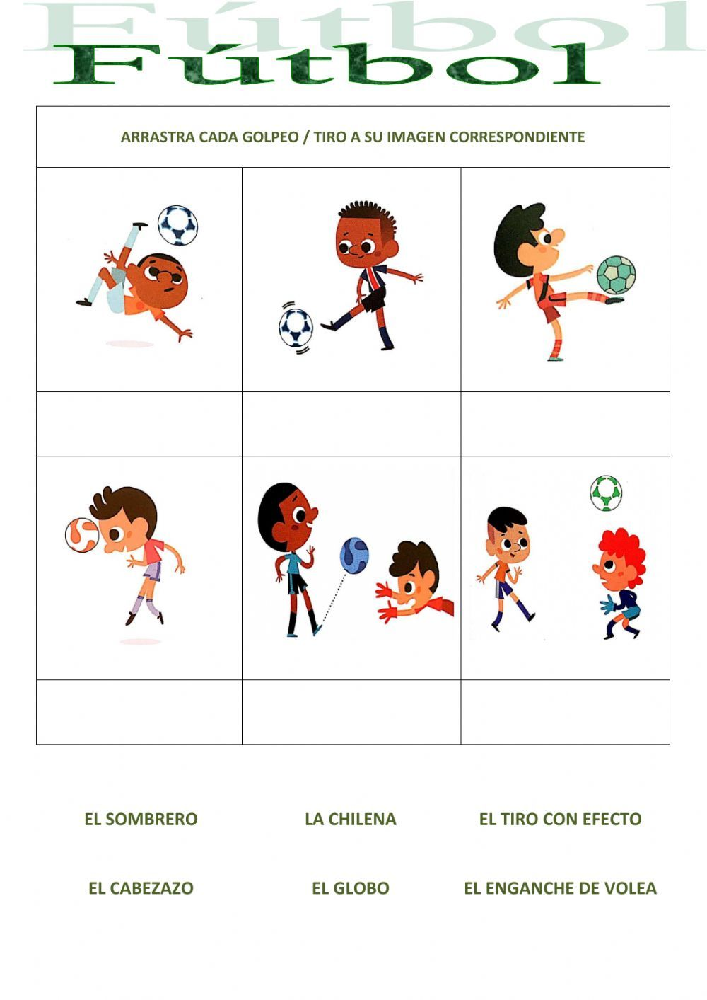 Fútbol
Fútbol
ARRASTRA CADA GOLPEO / TIRO A SU IMAGEN CORRESPONDIENTE
EL SOMBRERO LA CHILENA EL TIRO CON EFECTO
EL CABEZAZO EL GLOBO EL ENGANCHE DE VOLEA